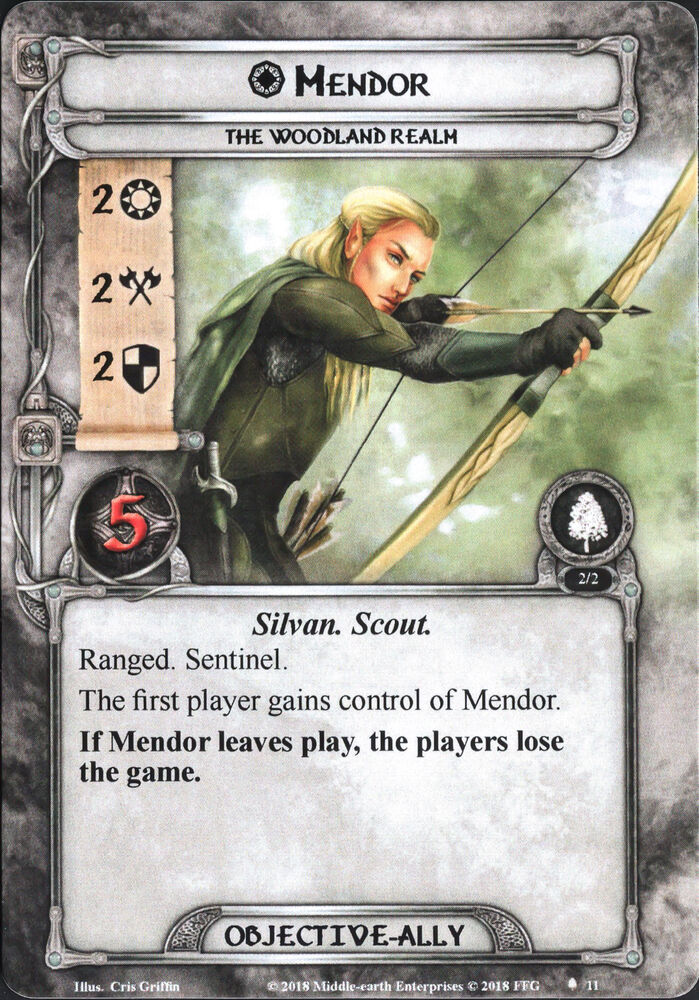 Mendor
The Woodland Realm
2
2
2
5
2/2
Silvan. Scout.
Ranged. Sentinel.
The first player gains control of Mendor.
If Mendor leaves play, the players lose
the game.
Objective-Ally
Illus. Cris Griffin © 2018 Middle-earth Enterprises © 2018 FFG 11